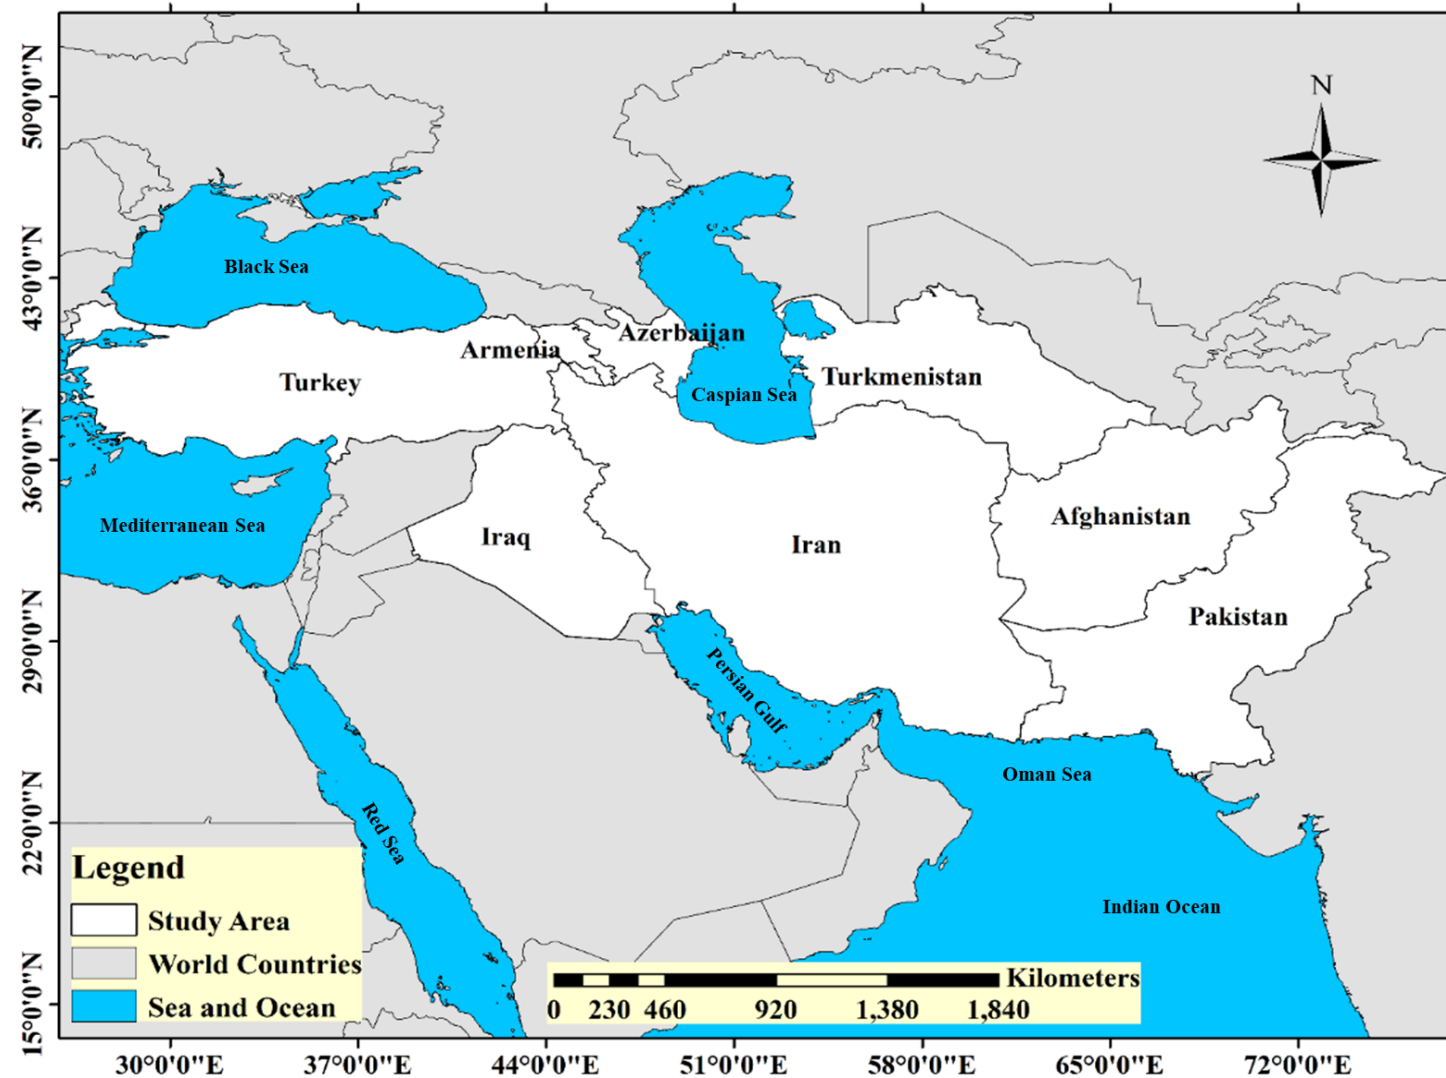 N
50°0'0"N
43°0'0"N
36°0'0"N
29°0'0"N
22°0'0"N
15°0'0"N
Black Sea
Azerbaijan
Armenia
Turkey
Caspian Sea
Turkmenistan
Mediterranean Sea
Iraq
Iran
Afghanistan
Pakistan
Persian Gulf
Oman Sea
Red Sea
Indian Ocean
Legend
Study Area
World Countries
Sea and Ocean
Kilometers
0 230 460 920 1,380 1,840
30°0'0"E 37°0'0"E 44°0'0"E 51°0'0"E 58°0'0"E 65°0'0"E 72°0'0"E